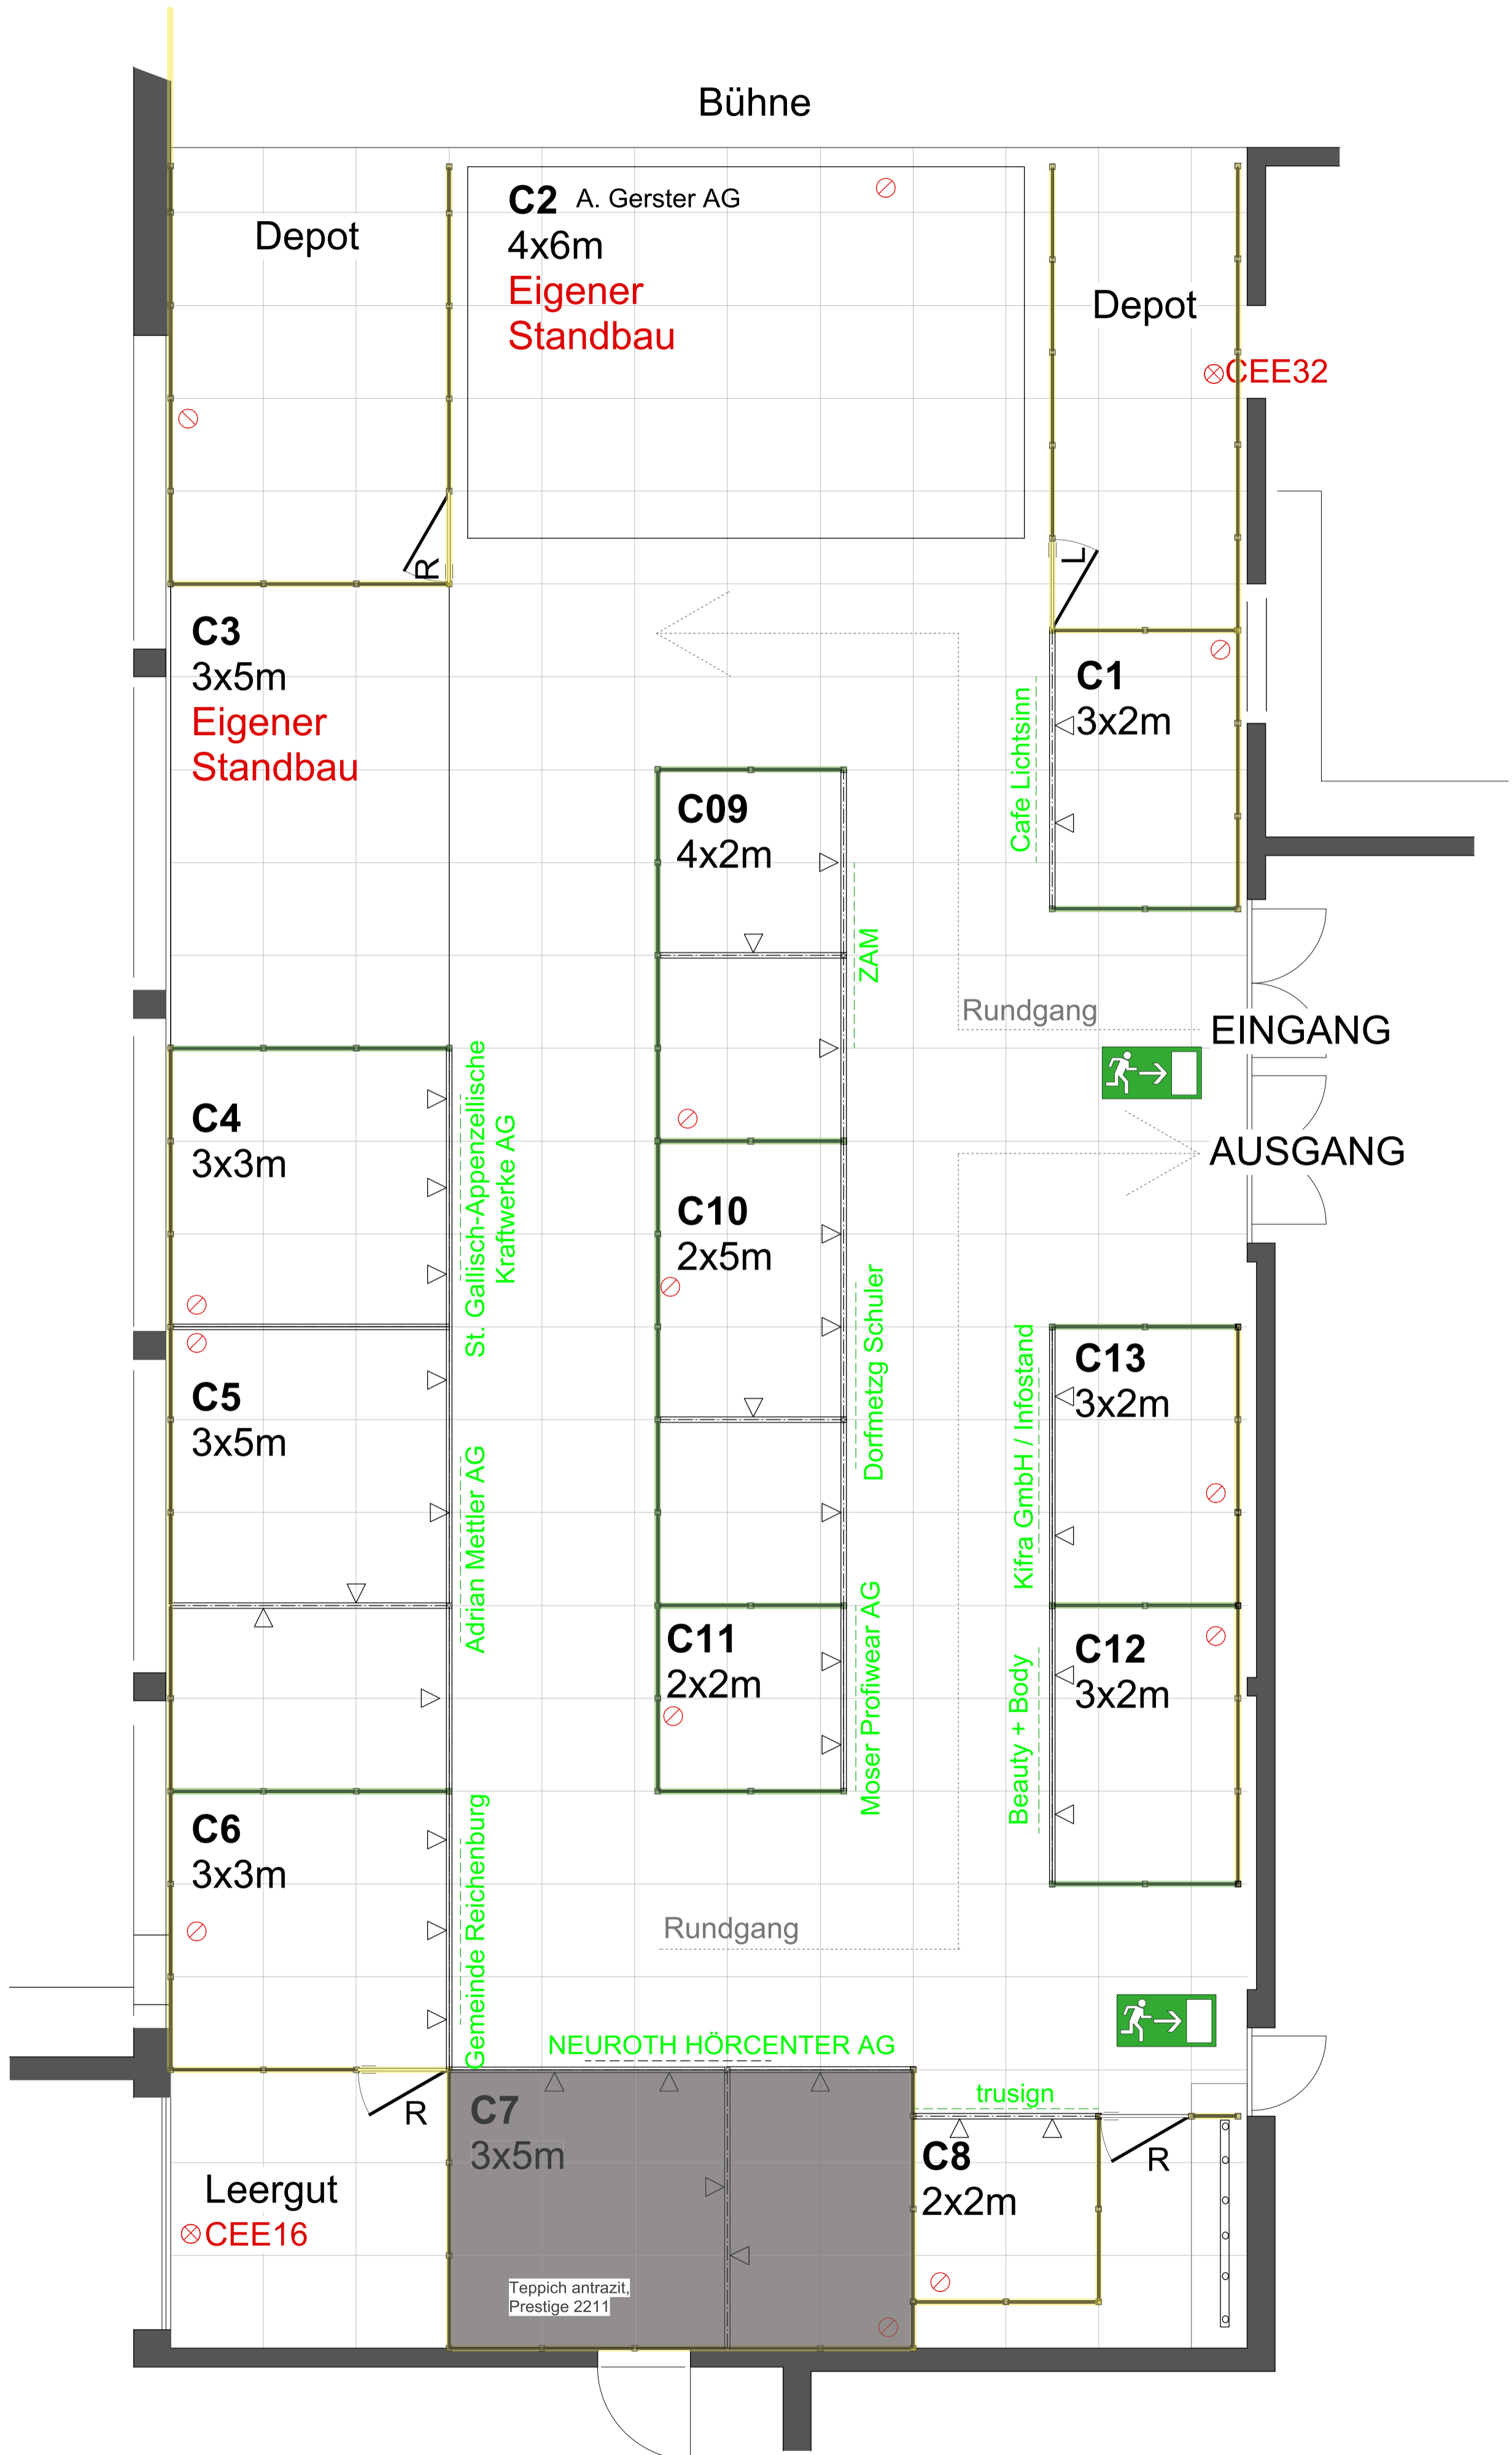 Bühne
C2 A. Gerster AG
4x6m
Eigener
Standbau
Depot
Depot
CEE32
R
L
C3
3x5m
Eigener
Standbau
C1
3x2m
Cafe Lichtsinn
C09
4x2m
ZAM
Rundgang
EINGANG
AUSGANG
C4
3x3m
St. Gallisch-Appenzellische
Kraftwerke AG
C10
2x5m
Dorfmetzg Schuler
C13
3x2m
Kifra GmbH / Infostand
C5
3x5m
Adrian Mettler AG
C11
2x2m
Moser Profiwear AG
C12
3x2m
Beauty + Body
C6
3x3m
Gemeinde Reichenburg
Rundgang
NEUROTH HÖRCENTER AG
trusign
R
C7
3x5m
C8
2x2m
R
Leergut
CEE16
Teppich antrazit,
Prestige 2211